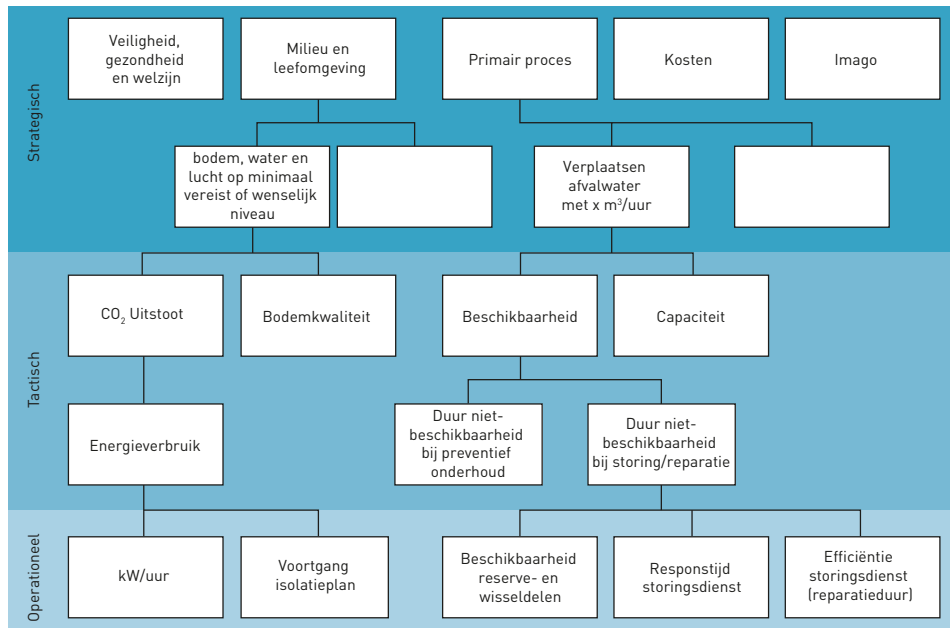 Strategisch
Veiligheid,
gezondheid
en welzijn
Milieu en
leefomgeving
Primair proces
Kosten
Imago
bodem, water en
lucht op minimaal
vereist of wenselijk
niveau
Verplaatsen
afvalwater
met x m³/uur
Tactisch
CO₂ Uitstoot
Bodemkwaliteit
Beschikbaarheid
Capaciteit
Energieverbruik
Duur niet-
beschikbaarheid
bij preventief
onderhoud
Duur niet-
beschikbaarheid
bij storing/reparatie
Operationeel
kW/uur
Voortgang
isolatieplan
Beschikbaarheid
reserve- en
wisseldelen
Responstijd
storingsdienst
Efficiëntie
storingsdienst
(reparatieduur)